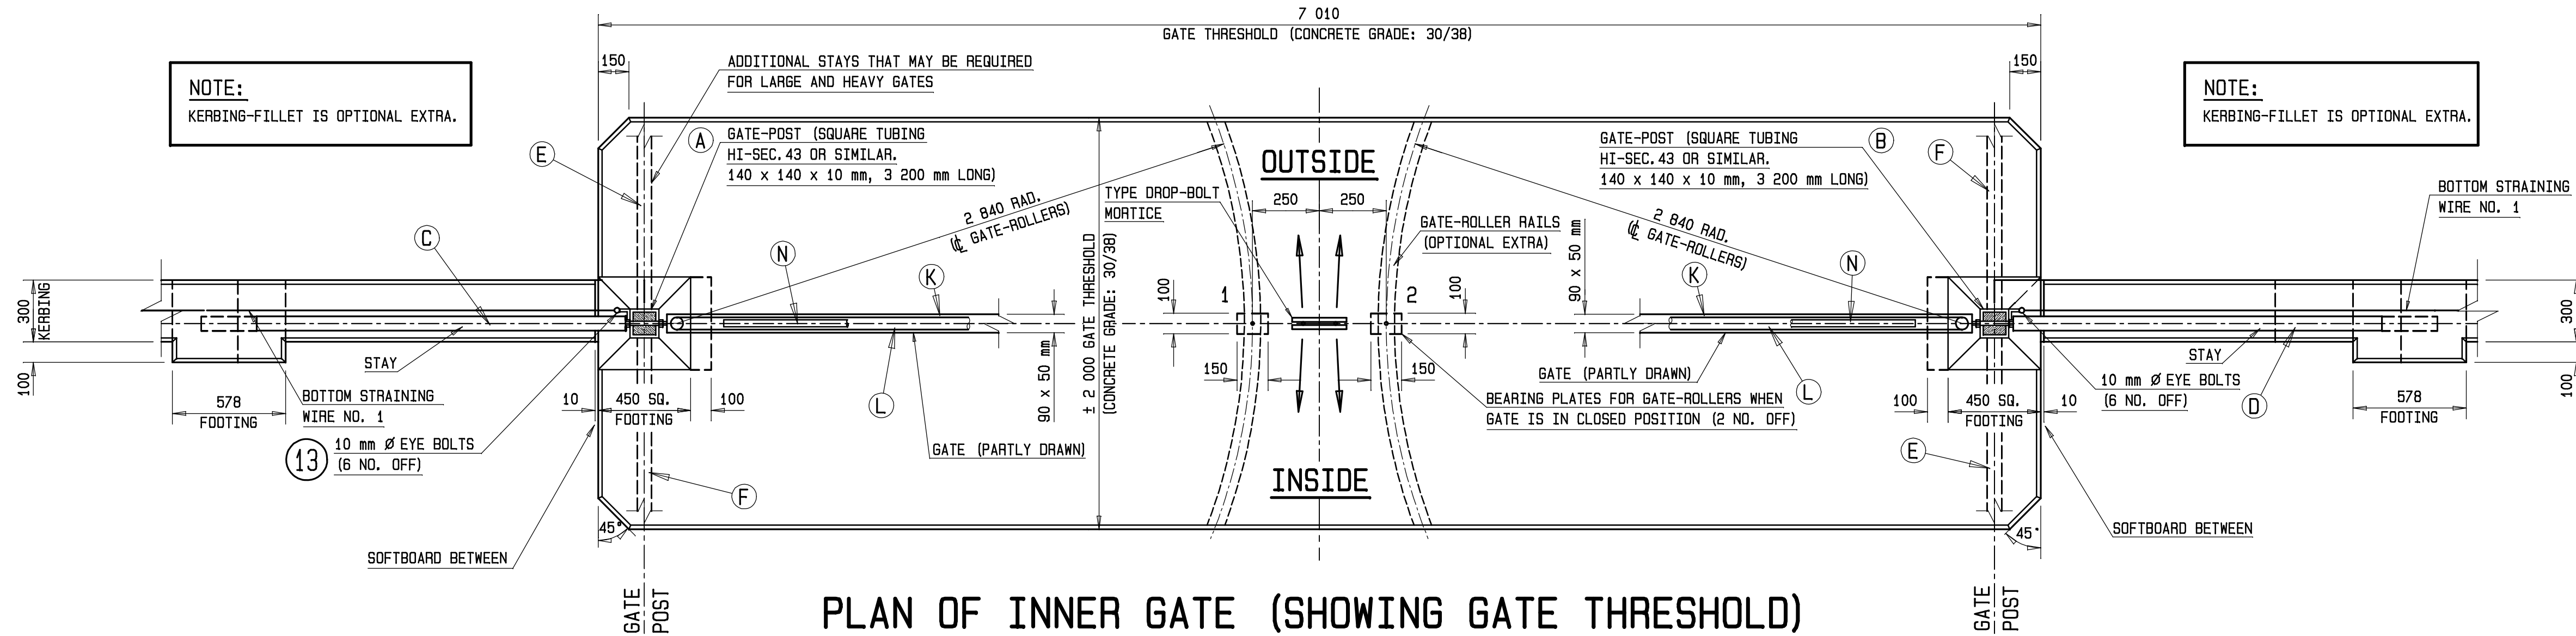 7 010
GATE THRESHOLD (CONCRETE GRADE: 30/38)
NOTE:
KERBING-FILLET IS OPTIONAL EXTRA.
150
ADDITIONAL STAYS THAT MAY BE REQUIRED
FOR LARGE AND HEAVY GATES
A
GATE-POST (SQUARE TUBING
HI-SEC.43 OR SIMILAR.
140 x 140 x 10 mm, 3 200 mm LONG)
E
C
N
K
2 840 RAD.
(℄ GATE-ROLLERS)
TYPE DROP-BOLT
MORTICE
OUTSIDE
250
250
GATE-ROLLER RAILS
(OPTIONAL EXTRA)
2 840 RAD.
(℄ GATE-ROLLERS)
GATE-POST (SQUARE TUBING
HI-SEC.43 OR SIMILAR.
140 x 140 x 10 mm, 3 200 mm LONG)
B
F
150
NOTE:
KERBING-FILLET IS OPTIONAL EXTRA.
BOTTOM STRAINING
WIRE NO. 1
300
KERBING
100
STAY
578
FOOTING
BOTTOM STRAINING
WIRE NO. 1
13
10 mm Ø EYE BOLTS
(6 NO. OFF)
10
450 SQ.
FOOTING
100
L
GATE (PARTLY DRAWN)
90 x 50 mm
± 2 000 GATE THRESHOLD
(CONCRETE GRADE: 30/38)
100
1
2
100
150
150
90 x 50 mm
K
N
GATE (PARTLY DRAWN)
L
BEARING PLATES FOR GATE-ROLLERS WHEN
GATE IS IN CLOSED POSITION (2 NO. OFF)
100
450 SQ.
FOOTING
10
STAY
10 mm Ø EYE BOLTS
(6 NO. OFF)
D
578
FOOTING
300
100
F
INSIDE
E
45°
SOFTBOARD BETWEEN
45°
SOFTBOARD BETWEEN
GATE
POST
PLAN OF INNER GATE (SHOWING GATE THRESHOLD)
GATE
POST